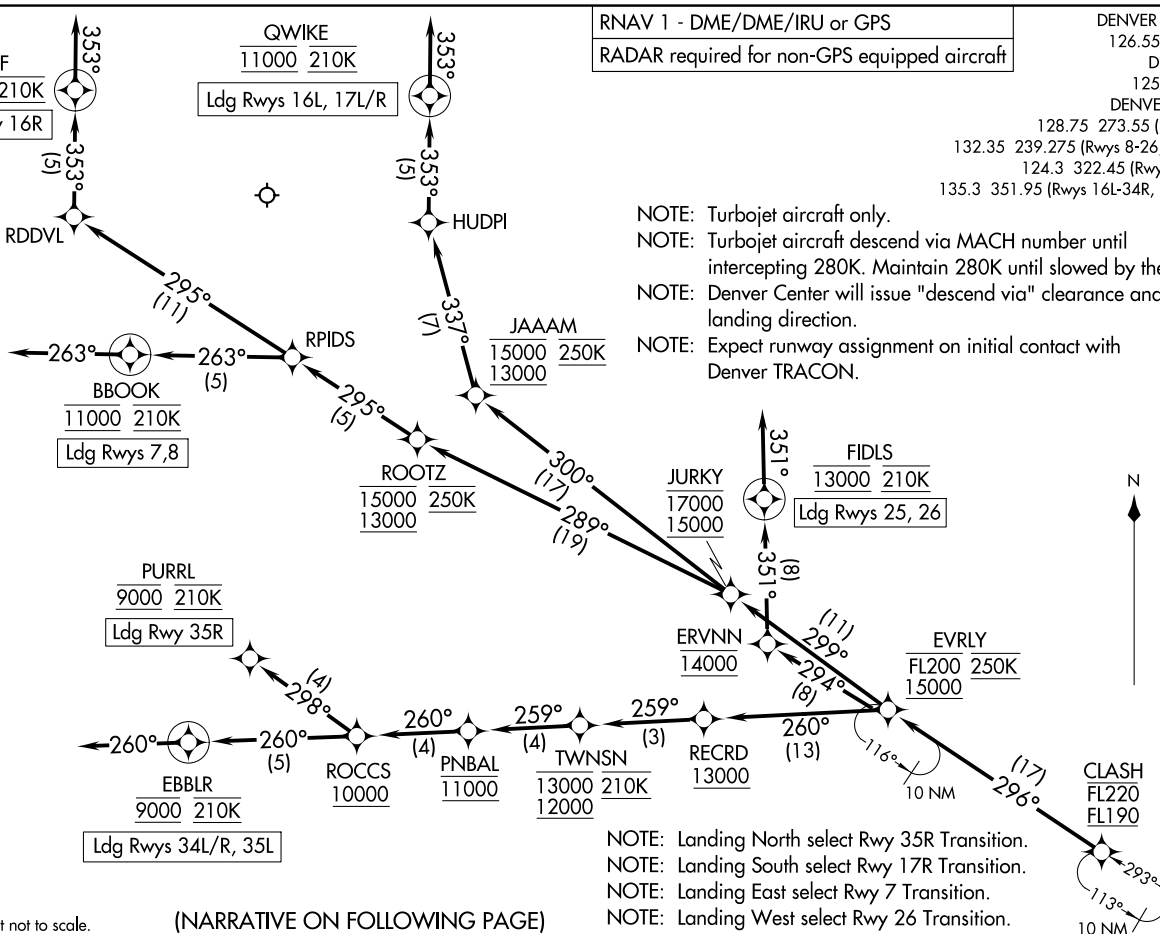 RNAV 1 - DME/DME/IRU or GPS
RADAR required for non-GPS equipped aircraft
DENVER
126.55
D
125
DENVE
128.75 273.55 (
132.35 239.275 (Rwys 8-26,
124.3 322.45 (Rwy
135.3 351.95 (Rwys 16L-34R,
353°
F
210K
y 16R
353°
(5)
RDDVL
QWIKE
11000 210K
Ldg Rwys 16L, 17L/R
353°
353°
(5)
HUDPI
NOTE: Turbojet aircraft only.
NOTE: Turbojet aircraft descend via MACH number until
intercepting 280K. Maintain 280K until slowed by the
NOTE: Denver Center will issue "descend via" clearance and
landing direction.
NOTE: Expect runway assignment on initial contact with
Denver TRACON.
295°
(11)
337°
(7)
JAAAM
15000 250K
13000
RPIDS
263°
263°
(5)
BBOOK
11000 210K
Ldg Rwys 7,8
295°
(5)
ROOTZ
15000 250K
13000
300°
(17)
289°
(19)
JURKY
17000
15000
351°
FIDLS
13000 210K
Ldg Rwys 25, 26
N
351°
(8)
PURRL
9000 210K
Ldg Rwy 35R
ERVNN
14000
(11)
299°
294°
(8)
EVRLY
FL200 250K
15000
(4)
298°
260°
260°
(5)
EBBLR
9000 210K
Ldg Rwys 34L/R, 35L
ROCCS
10000
260°
(4)
PNBAL
11000
259°
(4)
TWNSN
13000 210K
12000
259°
(3)
RECRD
13000
260°
(13)
116°
10 NM
(17)
296°
CLASH
FL220
FL190
293°
113°
10 NM
NOTE: Landing North select Rwy 35R Transition.
NOTE: Landing South select Rwy 17R Transition.
NOTE: Landing East select Rwy 7 Transition.
NOTE: Landing West select Rwy 26 Transition.
t not to scale.
(NARRATIVE ON FOLLOWING PAGE)